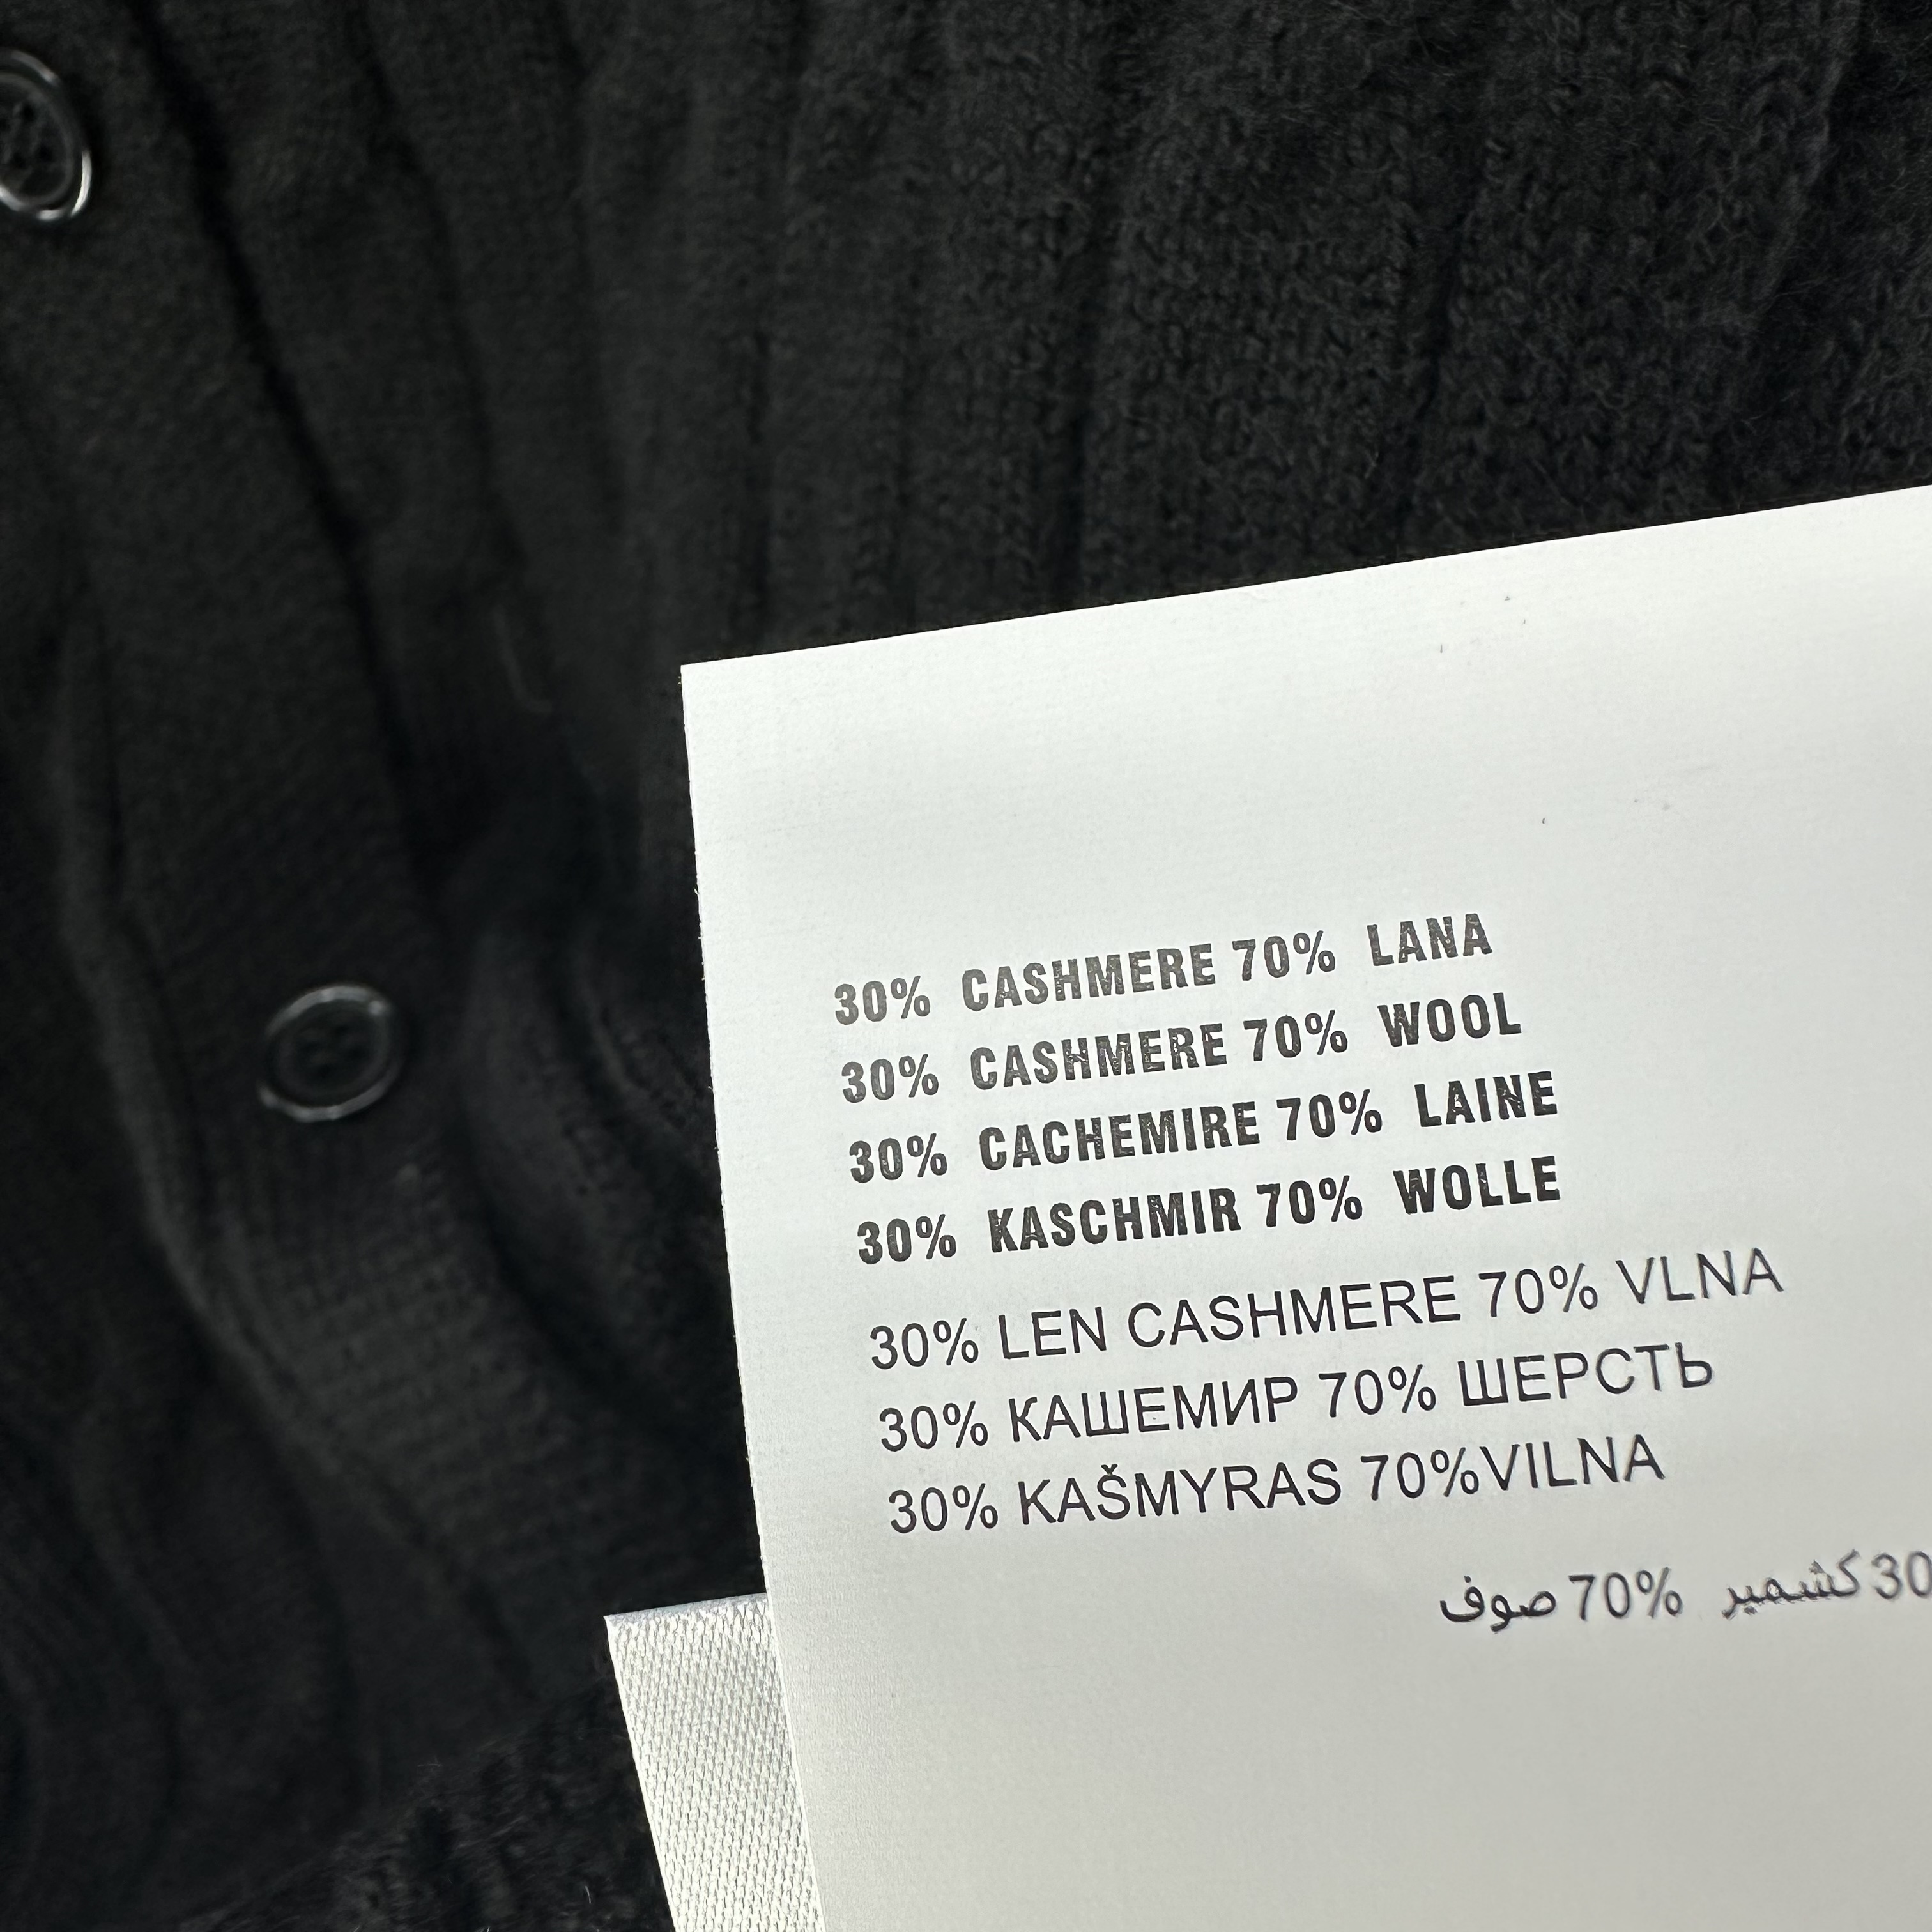 30% CASHMERE 70% LANA
30% CASHMERE 70% WOOL
30% CACHEMIRE 70% LAINE
30% KASCHMIR 70% WOLLE
30% LEN CASHMERE 70% VLNA
30% КАШЕМИР 70% ШЕРСТЬ
30% KAŠMYRAS 70%VILNA
30 كشمير 70% صوف